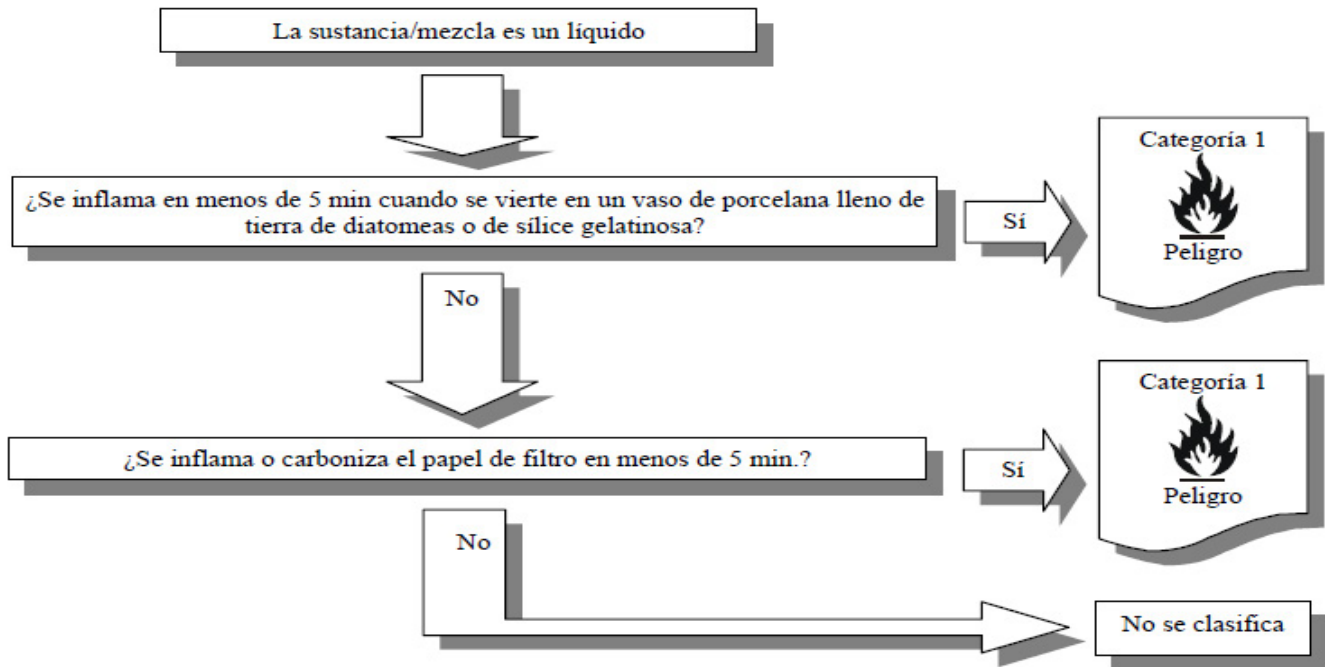 La sustancia/mezcla es un líquido
¿Se inflama en menos de 5 min cuando se vierte en un vaso de porcelana lleno de
tierra de diatomeas o de sílice gelatinosa?
Sí
Categoría 1
Peligro
No
¿Se inflama o carboniza el papel de filtro en menos de 5 min.?
Sí
Categoría 1
Peligro
No
No se clasifica